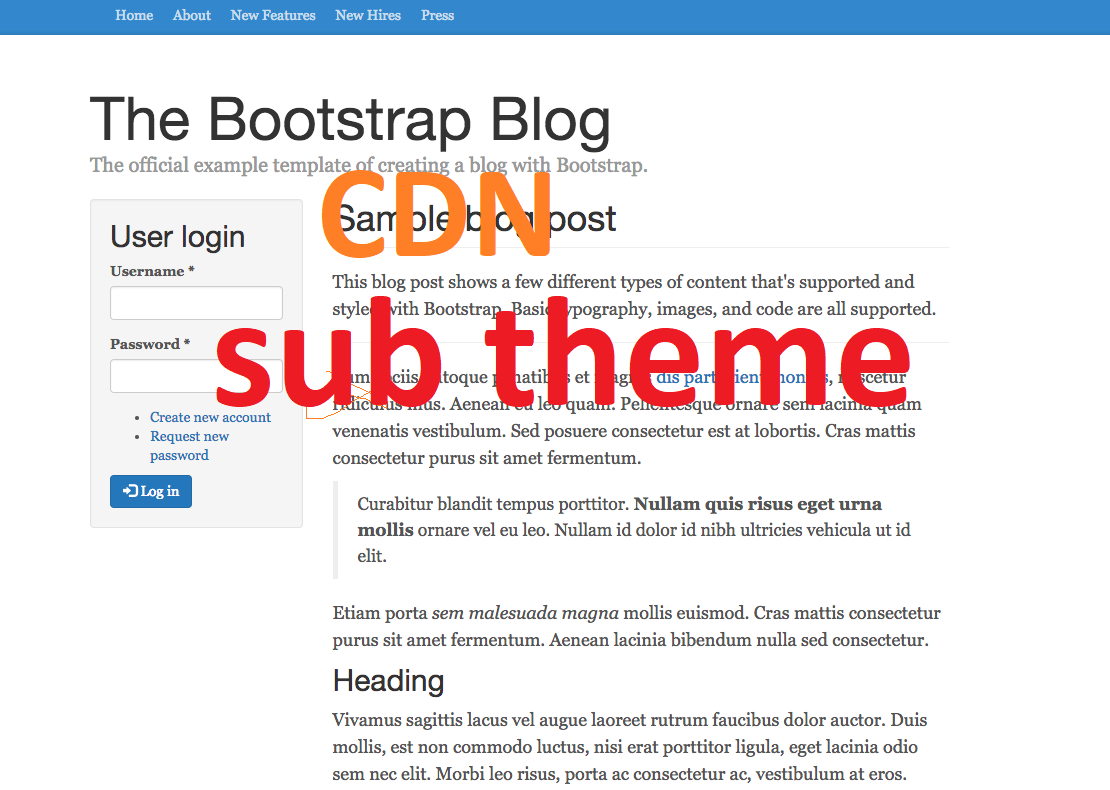 Home About New Features New Hires Press
The Bootstrap Blog
The official example template of creating a blog with Bootstrap.
CDN
sub theme
User login
Username *
Password *
Create new account
Request new
password
Log in
Sample blog post
This blog post shows a few different types of content that's supported and
styled with Bootstrap. Basic typography, images, and code are all supported.
et dis parturient montes, nascetur
ridiculus mus. Aenean eu leo quam. Pellentesque ornare sem lacinia quam
venenatis vestibulum. Sed posuere consectetur est at lobortis. Cras mattis
consectetur purus sit amet fermentum.
Curabitur blandit tempus porttitor. Nullam quis risus eget urna
mollis ornare vel eu leo. Nullam id dolor id nibh ultricies vehicula ut id
elit.
Etiam porta sem malesuada magna mollis euismod. Cras mattis consectetur
purus sit amet fermentum. Aenean lacinia bibendum nulla sed consectetur.
Heading
Vivamus sagittis lacus vel augue laoreet rutrum faucibus dolor auctor. Duis
mollis, est non commodo luctus, nisi erat porttitor ligula, eget lacinia odio
sem nec elit. Morbi leo risus, porta ac consectetur ac, vestibulum at eros.